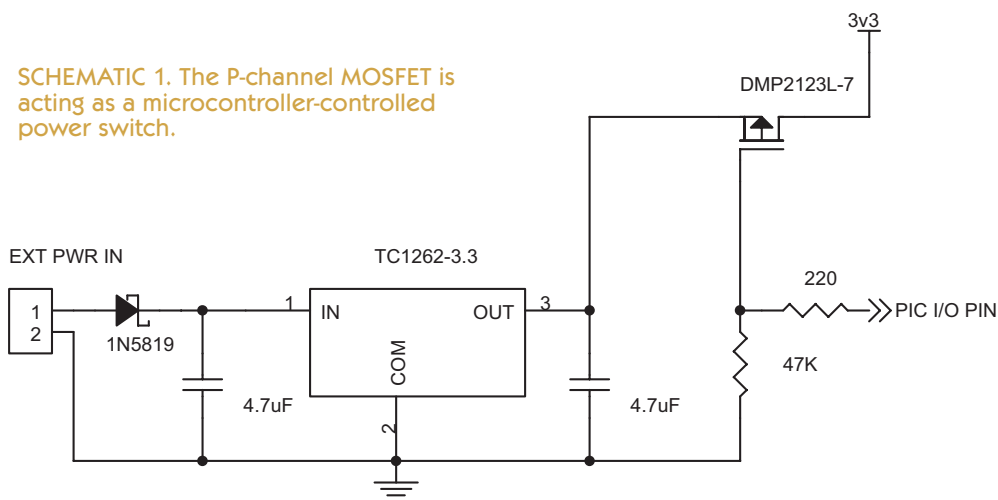 3v3
SCHEMATIC 1. The P-channel MOSFET is
acting as a microcontroller-controlled
power switch.
DMP2123L-7
EXT PWR IN
TC1262-3.3
220
1
2
1N5819
1
IN
OUT
3
PIC I/O PIN
COM
2
4.7uF
4.7uF
47K